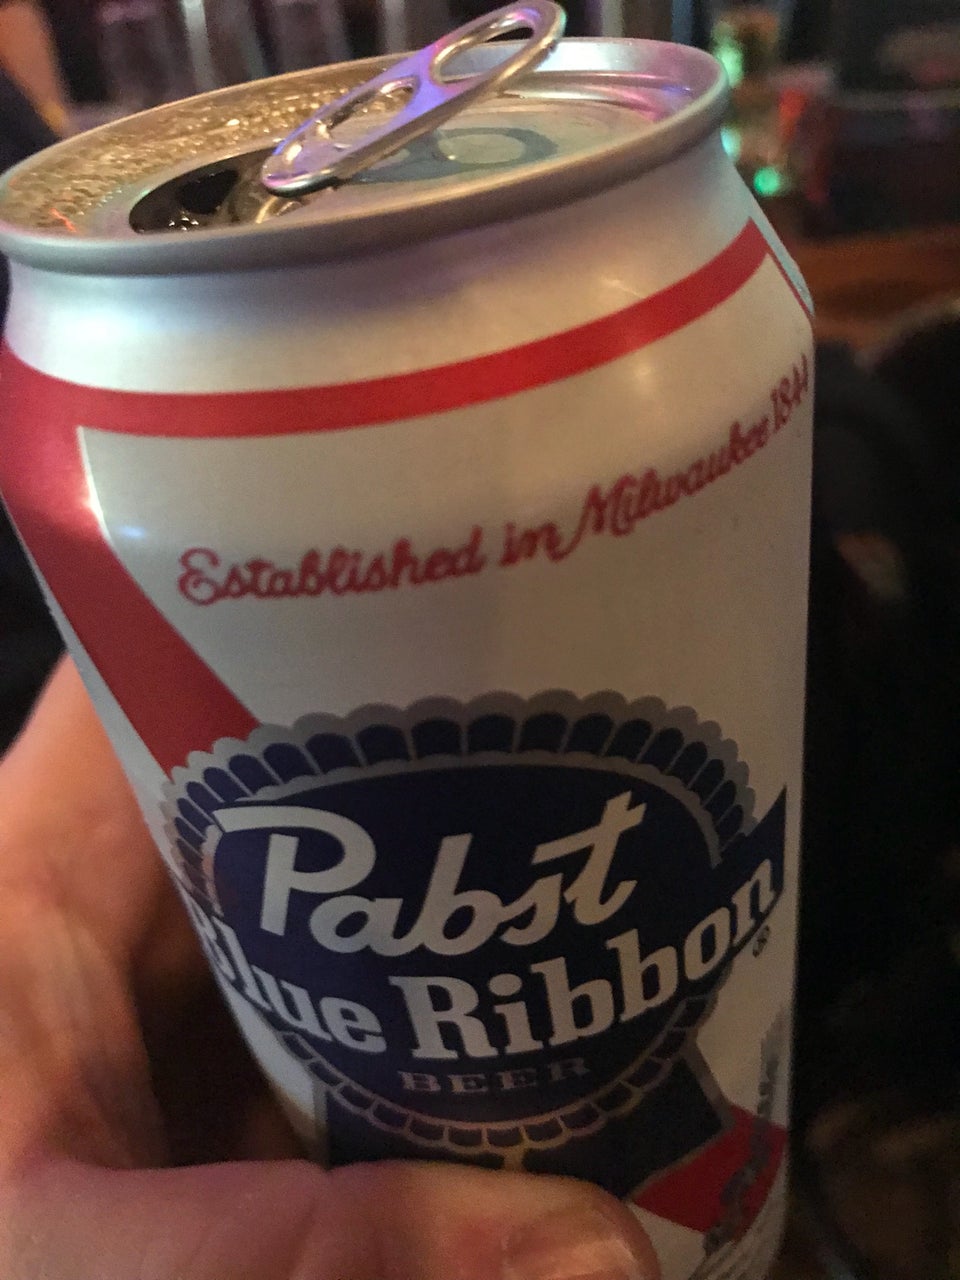 Established in Milwaukee 1844
Pabst
Blue Ribbon
®
BEER